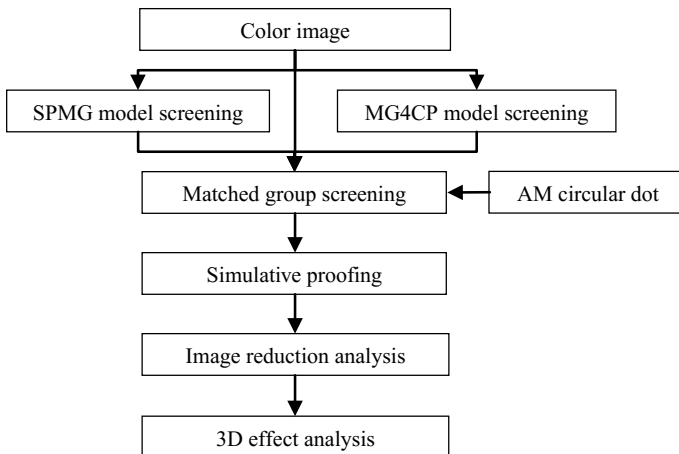 Color image
SPMG model screening
MG4CP model screening
Matched group screening
AM circular dot
Simulative proofing
Image reduction analysis
3D effect analysis